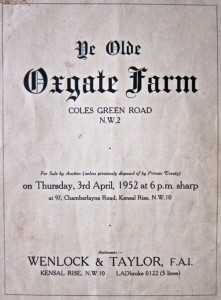 Ye Olde
Oxgate Farm
COLES GREEN ROAD
N.W.2
For Sale by Auction (unless previously disposed of by Private Treaty)
on Thursday, 3rd April, 1952 at 6 p.m. sharp
at 97, Chamberlayne Road, Kensal Rise, N.W.10
Auctioneers :—
WENLOCK & TAYLOR, F.A.I.
KENSAL RISE, N.W.10 LADbroke 0122 (5 lines)